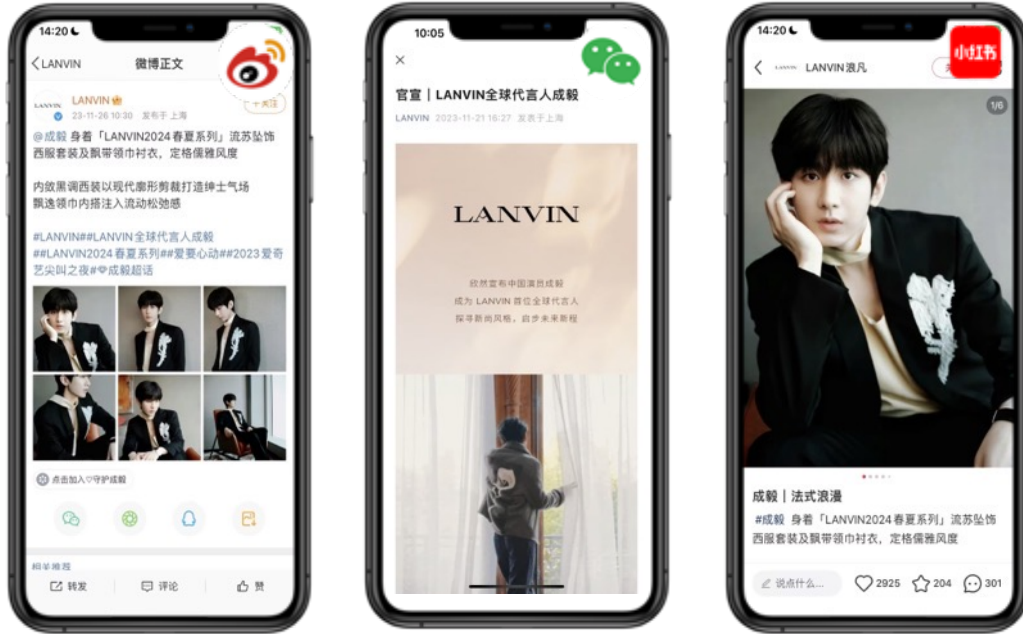 14:20
LANVIN
微博正文
LANVIN
LANVIN
+关注
23-11-26 10:30 发布于 上海
@成毅 身着「LANVIN2024春夏系列」流苏坠饰
西服套装及飘带领巾衬衣，定格儒雅风度
内敛黑调西装以现代廓形剪裁打造绅士气场
飘逸领巾内搭注入流动松弛感
#LANVIN##LANVIN全球代言人成毅
##LANVIN2024春夏系列##爱要心动##2023爱奇
艺尖叫之夜#成毅超话
点击加入♡守护成毅
相关推荐
转发
评论
赞
10:05
官宣｜LANVIN全球代言人成毅
LANVIN 2023-11-21 16:27 发表于上海
LANVIN
欣然宣布中国演员成毅
成为 LANVIN 首位全球代言人
探寻新尚风格，启步未来新程
14:20
小红书
LANVIN
LANVIN浪凡
1/6
成毅｜法式浪漫
#成毅 身着「LANVIN2024春夏系列」流苏坠饰
西服套装及飘带领巾衬衣，定格儒雅风度
说点什么...
2925
204
301